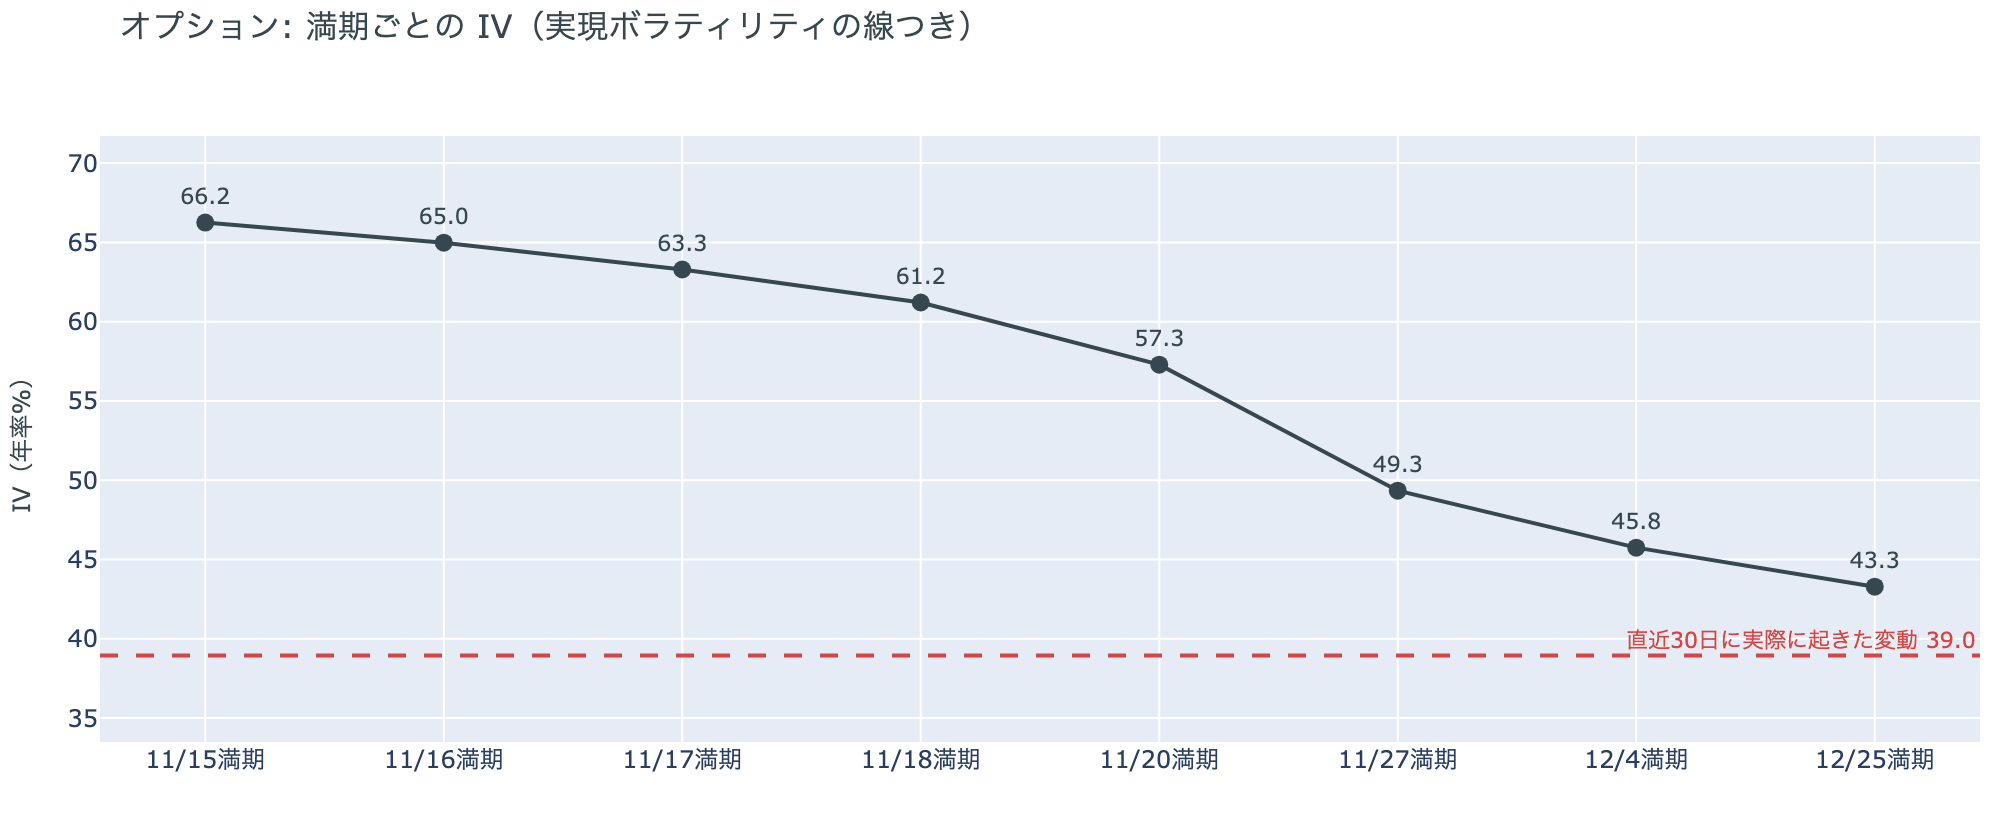 オプション: 満期ごとの IV（実現ボラティリティの線つき）
IV（年率%）
70
65
60
55
50
45
40
35
66.2
65.0
63.3
61.2
57.3
49.3
45.8
43.3
直近30日に実際に起きた変動 39.0
11/15満期
11/16満期
11/17満期
11/18満期
11/20満期
11/27満期
12/4満期
12/25満期